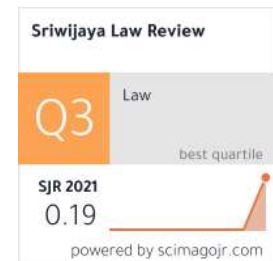 Sriwijaya Law Review
Q3
Law
best quartile
SJR 2021
0.19
powered by scimagojr.com